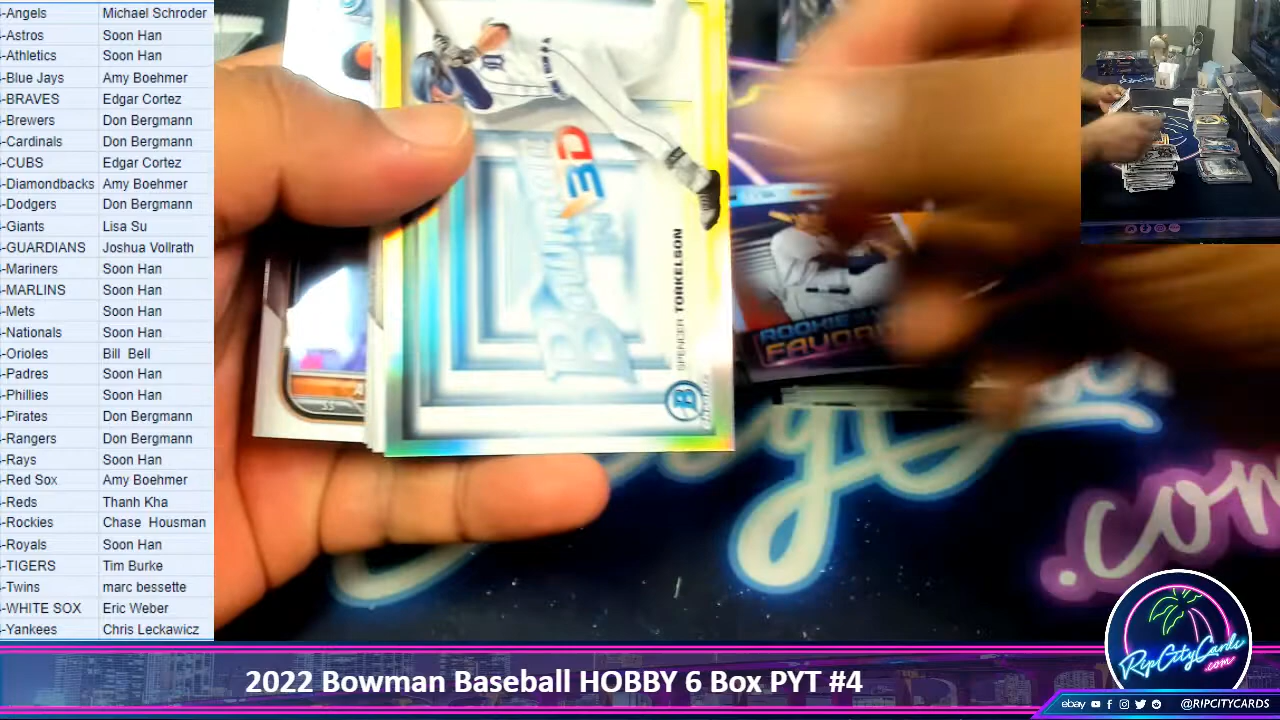 -Angels Michael Schroder
-Astros Soon Han
-Athletics Soon Han
-Blue Jays Amy Boehmer
-BRAVES Edgar Cortez
-Brewers Don Bergmann
-Cardinals Don Bergmann
-CUBS Edgar Cortez
-Diamondbacks Amy Boehmer
-Dodgers Don Bergmann
-Giants Lisa Su
-GUARDIANS Joshua Vollrath
-Mariners Soon Han
-MARLINS Soon Han
-Mets Soon Han
-Nationals Soon Han
-Orioles Bill Bell
-Padres Soon Han
-Phillies Soon Han
-Pirates Don Bergmann
-Rangers Don Bergmann
-Rays Soon Han
-Red Sox Amy Boehmer
-Reds Thanh Kha
-Rockies Chase Housman
-Royals Soon Han
-TIGERS Tim Burke
-Twins marc bessette
-WHITE SOX Eric Weber
-Yankees Chris Leckawicz
3D
SPENCER TORKELSON
B
ROOKIE
.com
RipCityCards
.com
2022 Bowman Baseball HOBBY 6 Box PYT #4
ebay @RIPCITYCARDS